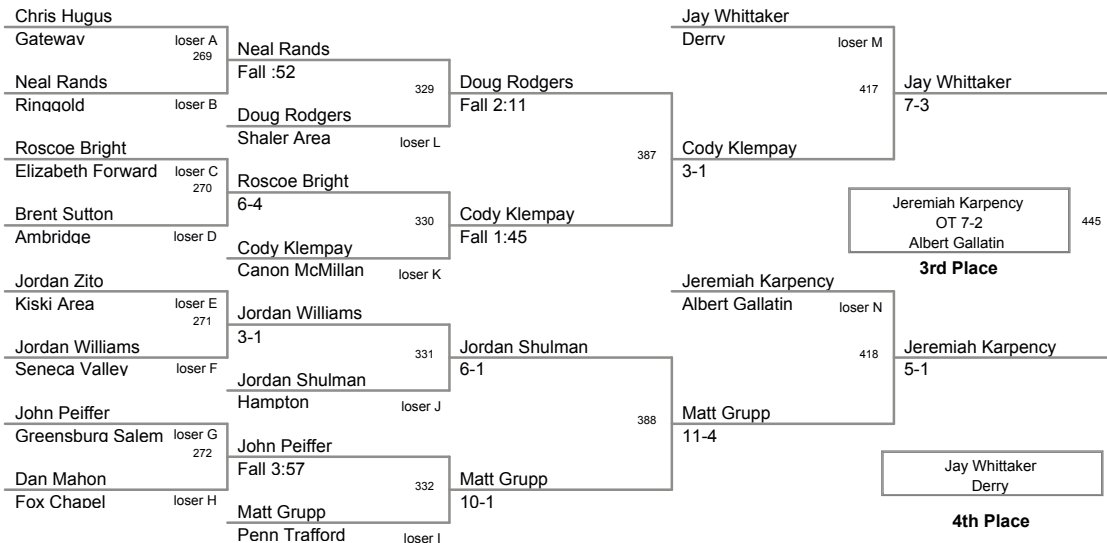 Chris Hugus
Gateway
loser A
269
Neal Rands
Ringgold
loser B
Roscoe Bright
Elizabeth Forward
loser C
270
Brent Sutton
Ambridge
loser D
Jordan Zito
Kiski Area
loser E
271
Jordan Williams
Seneca Valley
loser F
John Peiffer
Greensburg Salem
loser G
272
Dan Mahon
Fox Chapel
loser H
Neal Rands
Fall :52
329
Doug Rodgers
Shaler Area
loser L
Roscoe Bright
6-4
330
Cody Klempay
Canon McMillan
loser K
Jordan Williams
3-1
331
Jordan Shulman
Hampton
loser J
John Peiffer
Fall 3:57
332
Matt Grupp
Penn Trafford
loser I
Doug Rodgers
Fall 2:11
387
Cody Klempay
Fall 1:45
Jordan Shulman
6-1
388
Matt Grupp
10-1
Jay Whittaker
Derry
loser M
417
Cody Klempay
3-1
Jeremiah Karpency
Albert Gallatin
loser N
418
Matt Grupp
11-4
Jay Whittaker
7-3
Jeremiah Karpency
OT 7-2
Albert Gallatin
445
3rd Place
Jeremiah Karpency
5-1
Jay Whittaker
Derry
4th Place